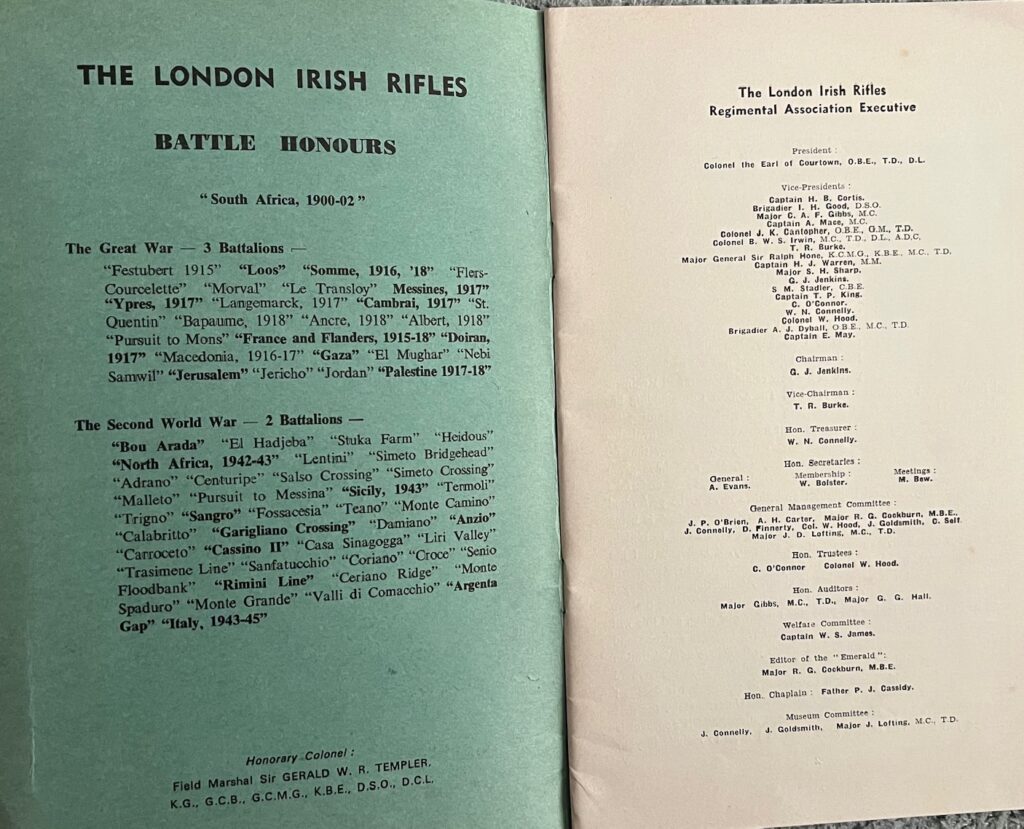 THE LONDON IRISH RIFLES
BATTLE HONOURS
"South Africa, 1900-02"
The Great War — 3 Battalions —
"Festubert 1915" "Loos" "Somme, 1916, '18" "Flers-
Courcelette" "Morval" "Le Transloy" Messines, 1917"
"Ypres, 1917" "Langemarck, 1917" "Cambrai, 1917" "St.
Quentin" "Bapaume, 1918" "Ancre, 1918" "Albert, 1918"
"Pursuit to Mons" "France and Flanders, 1915-18" "Doiran,
1917" "Macedonia, 1916-17" "Gaza" "El Mughar" "Nebi
Samwil" "Jerusalem" "Jericho" "Jordan" "Palestine 1917-18"
The Second World War — 2 Battalions —
"Bou Arada" "El Hadjeba" "Stuka Farm" "Heidous"
"North Africa, 1942-43" "Lentini" "Simeto Bridgehead"
"Adrano" "Centuripe" "Salso Crossing" "Simeto Crossing"
"Malleto" "Pursuit to Messina" "Sicily, 1943" "Termoli"
"Trigno" "Sangro" "Fossacesia" "Teano" "Monte Camino"
"Calabritto" "Garigliano Crossing" "Damiano" "Anzio"
"Carroceto" "Cassino II" "Casa Sinagogga" "Liri Valley"
"Trasimene Line" "Sanfatucchio" "Coriano" "Croce" "Senio
Floodbank" "Rimini Line" "Ceriano Ridge" "Monte
Spaduro" "Monte Grande" "Valli di Comacchio" "Argenta
Gap" "Italy, 1943-45"
Honorary Colonel :
Field Marshal Sir GERALD W. R. TEMPLER,
K.G., G.C.B., G.C.M.G., K.B.E., D.S.O., D.C.L.
The London Irish Rifles
Regimental Association Executive
President :
Colonel the Earl of Courtown, O.B.E., T.D., D.L.
Vice-Presidents :
Captain H. B. Cortis.
Brigadier I. H. Good, D.S.O.
Major C. A. F. Gibbs, M.C.
Captain A. Mace, M.C.
Colonel J. K. Cantopher, O.B.E., G.M., T.D.
Colonel B. W. S. Irwin, M.C., T.D., D.L., A.D.C,
T. R. Burke.
Major General Sir Ralph Hone, K.C.M.G., K.B.E., M.C., T.D.
Captain H. J. Warren, M.M.
Major S. H. Sharp.
G. J. Jenkins.
S M. Stadler, C.B.E.
Captain T. P. King.
C. O'Connor.
W. N. Connelly.
Colonel W. Hood.
Brigadier A. J. Dyball, O.B.E., M.C., T.D.
Captain E. May.
Chairman :
G. J. Jenkins.
Vice-Chairman :
T. R. Burke.
Hon. Treasurer :
W. N. Connelly.
Hon. Secretaries :
General : Membership : Meetings :
A. Evans. W. Bolster. M. Bew.
General Management Committee :
J. P. O'Brien, A. H. Carter, Major R. G. Cockburn, M.B.E.,
J. Connelly, D. Finnerty, Col. W. Hood, J. Goldsmith, C. Self.
Major J. D. Lofting, M.C., T.D.
Hon. Trustees :
C. O'Connor Colonel W. Hood.
Hon. Auditors :
Major Gibbs, M.C., T.D., Major G. G. Hall.
Welfare Committee :
Captain W. S. James.
Editor of the "Emerald":
Major R. G. Cockburn, M.B.E.
Hon. Chaplain : Father P. J. Cassidy.
Museum Committee :
J. Connelly, J. Goldsmith, Major J. Lofting, M.C., T.D.